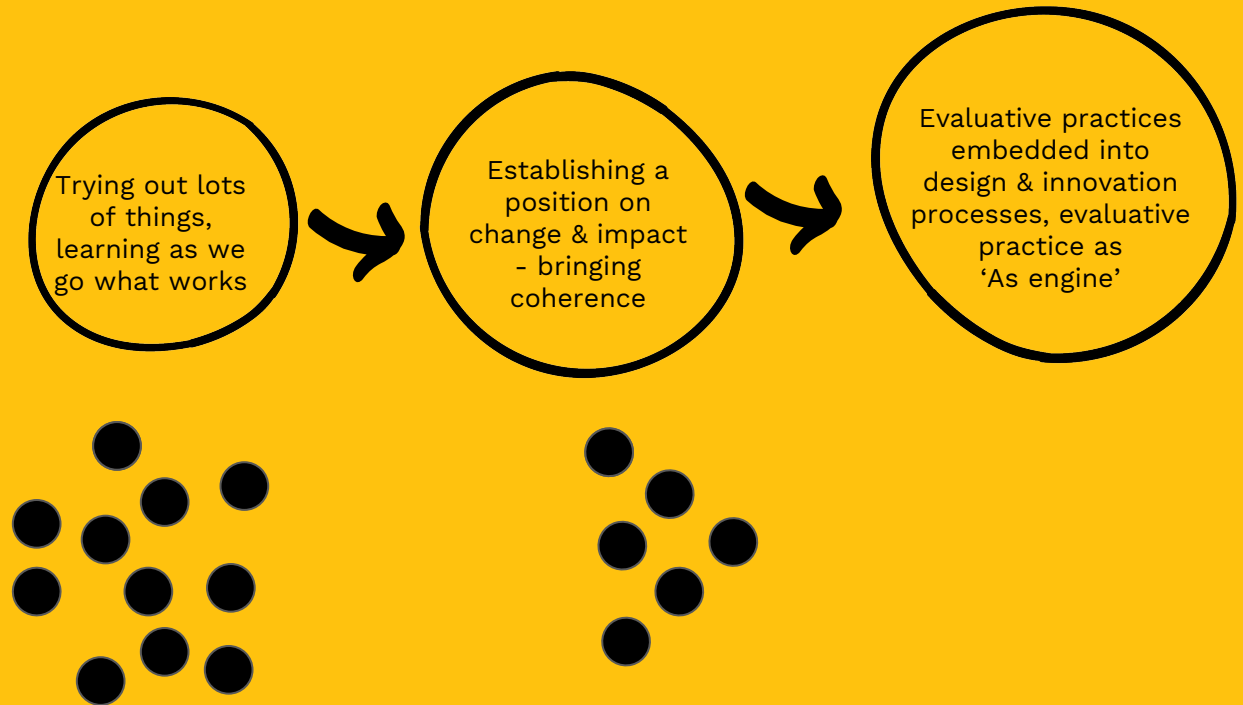 Trying out lots
of things,
learning as we
go what works
Establishing a
position on
change & impact
- bringing
coherence
Evaluative practices
embedded into
design & innovation
processes, evaluative
practice as
‘As engine’